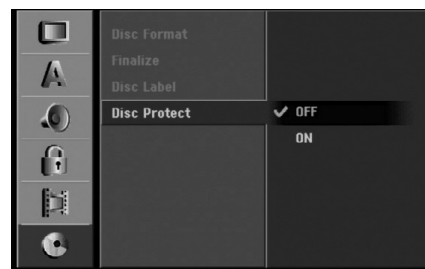 Disc Format
Finalize
Disc Label
Disc Protect
OFF
ON